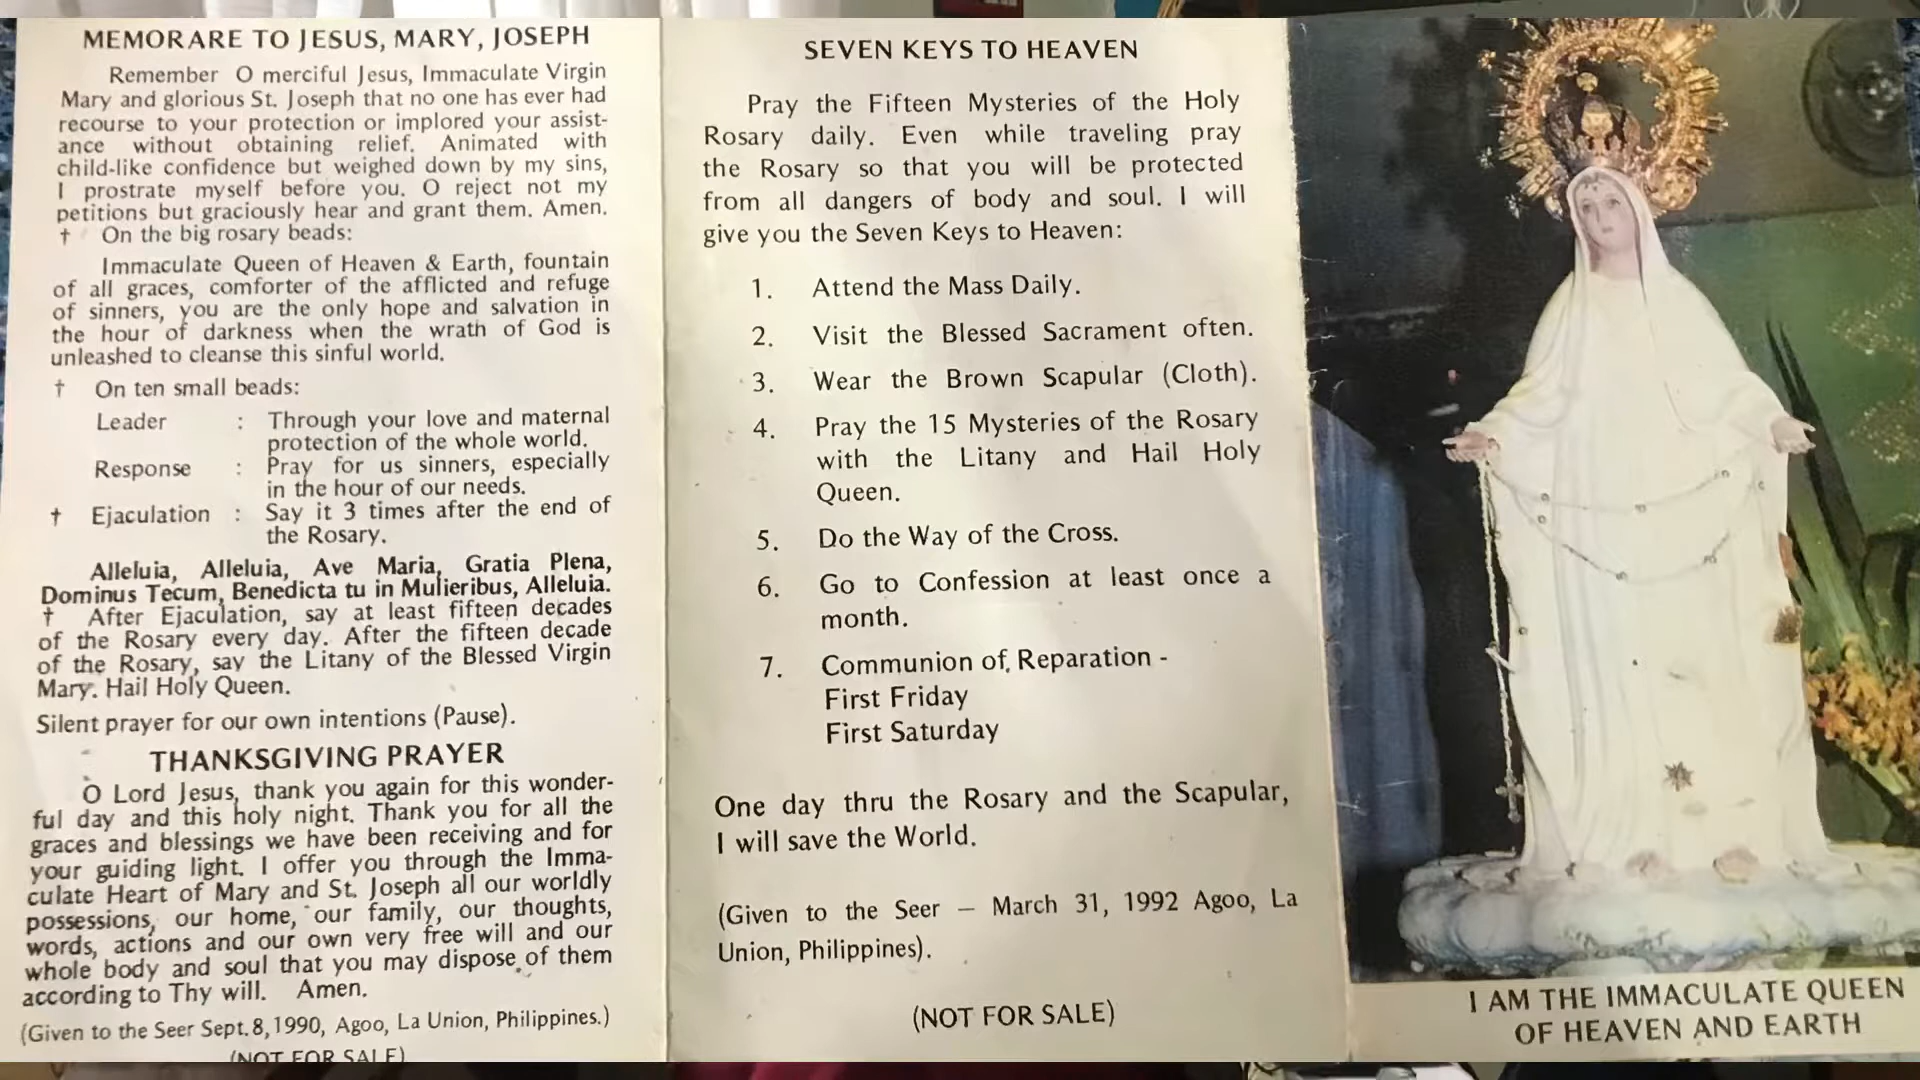 MEMORARE TO JESUS, MARY, JOSEPH
Remember O merciful Jesus, Immaculate Virgin
Mary and glorious St. Joseph that no one has ever had
recourse to your protection or implored your assist-
ance without obtaining relief. Animated with
child-like confidence but weighed down by my sins,
I prostrate myself before you. O reject not my
petitions but graciously hear and grant them. Amen.
† On the big rosary beads:
Immaculate Queen of Heaven & Earth, fountain
of all graces, comforter of the afflicted and refuge
of sinners, you are the only hope and salvation in
the hour of darkness when the wrath of God is
unleashed to cleanse this sinful world.
† On ten small beads:
Leader : Through your love and maternal
protection of the whole world.
Response : Pray for us sinners, especially
in the hour of our needs.
† Ejaculation : Say it 3 times after the end of
the Rosary.
Alleluia, Alleluia, Ave Maria, Gratia Plena,
Dominus Tecum, Benedicta tu in Mulieribus, Alleluia.
† After Ejaculation, say at least fifteen decades
of the Rosary every day. After the fifteen decade
of the Rosary, say the Litany of the Blessed Virgin
Mary. Hail Holy Queen.
Silent prayer for our own intentions (Pause).
THANKSGIVING PRAYER
O Lord Jesus, thank you again for this wonder-
ful day and this holy night. Thank you for all the
graces and blessings we have been receiving and for
your guiding light. I offer you through the Imma-
culate Heart of Mary and St. Joseph all our worldly
possessions, our home, our family, our thoughts,
words, actions and our own very free will and our
whole body and soul that you may dispose of them
according to Thy will. Amen.
(Given to the Seer Sept. 8, 1990, Agoo, La Union, Philippines.)
(NOT FOR SALE)
SEVEN KEYS TO HEAVEN
Pray the Fifteen Mysteries of the Holy
Rosary daily. Even while traveling pray
the Rosary so that you will be protected
from all dangers of body and soul. I will
give you the Seven Keys to Heaven:
1. Attend the Mass Daily.
2. Visit the Blessed Sacrament often.
3. Wear the Brown Scapular (Cloth).
4. Pray the 15 Mysteries of the Rosary
with the Litany and Hail Holy
Queen.
5. Do the Way of the Cross.
6. Go to Confession at least once a
month.
7. Communion of Reparation -
First Friday
First Saturday
One day thru the Rosary and the Scapular,
I will save the World.
(Given to the Seer — March 31, 1992 Agoo, La
Union, Philippines).
(NOT FOR SALE)
I AM THE IMMACULATE QUEEN
OF HEAVEN AND EARTH